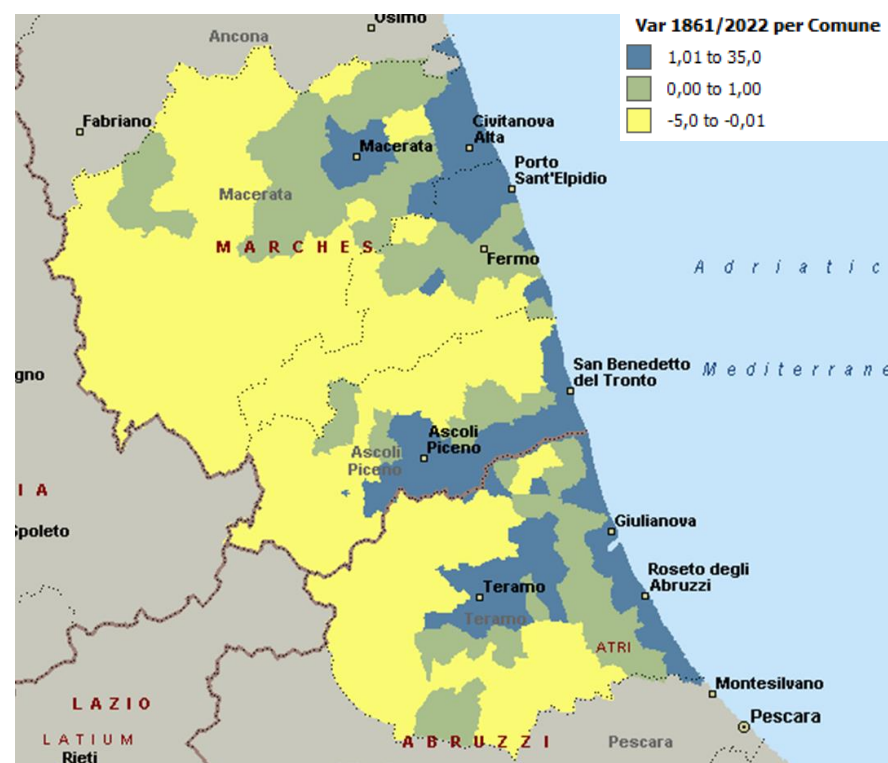 Var 1861/2022 per Comune
1,01 to 35,0
0,00 to 1,00
-5,0 to -0,01
Osimo
Ancona
Fabriano
Civitanova
Alta
Macerata
Porto
Sant'Elpidio
Macerata
MARCHES
Fermo
Adriatic
San Benedetto
del Tronto
Mediterrane
gno
Ascoli
Piceno
Ascoli
Piceno
IA
Spoleto
Giulianova
Roseto degli
Abruzzi
Teramo
Teramo
ATRI
Montesilvano
LAZIO
Pescara
LATIUM
ABRUZZI
Pescara
Rieti